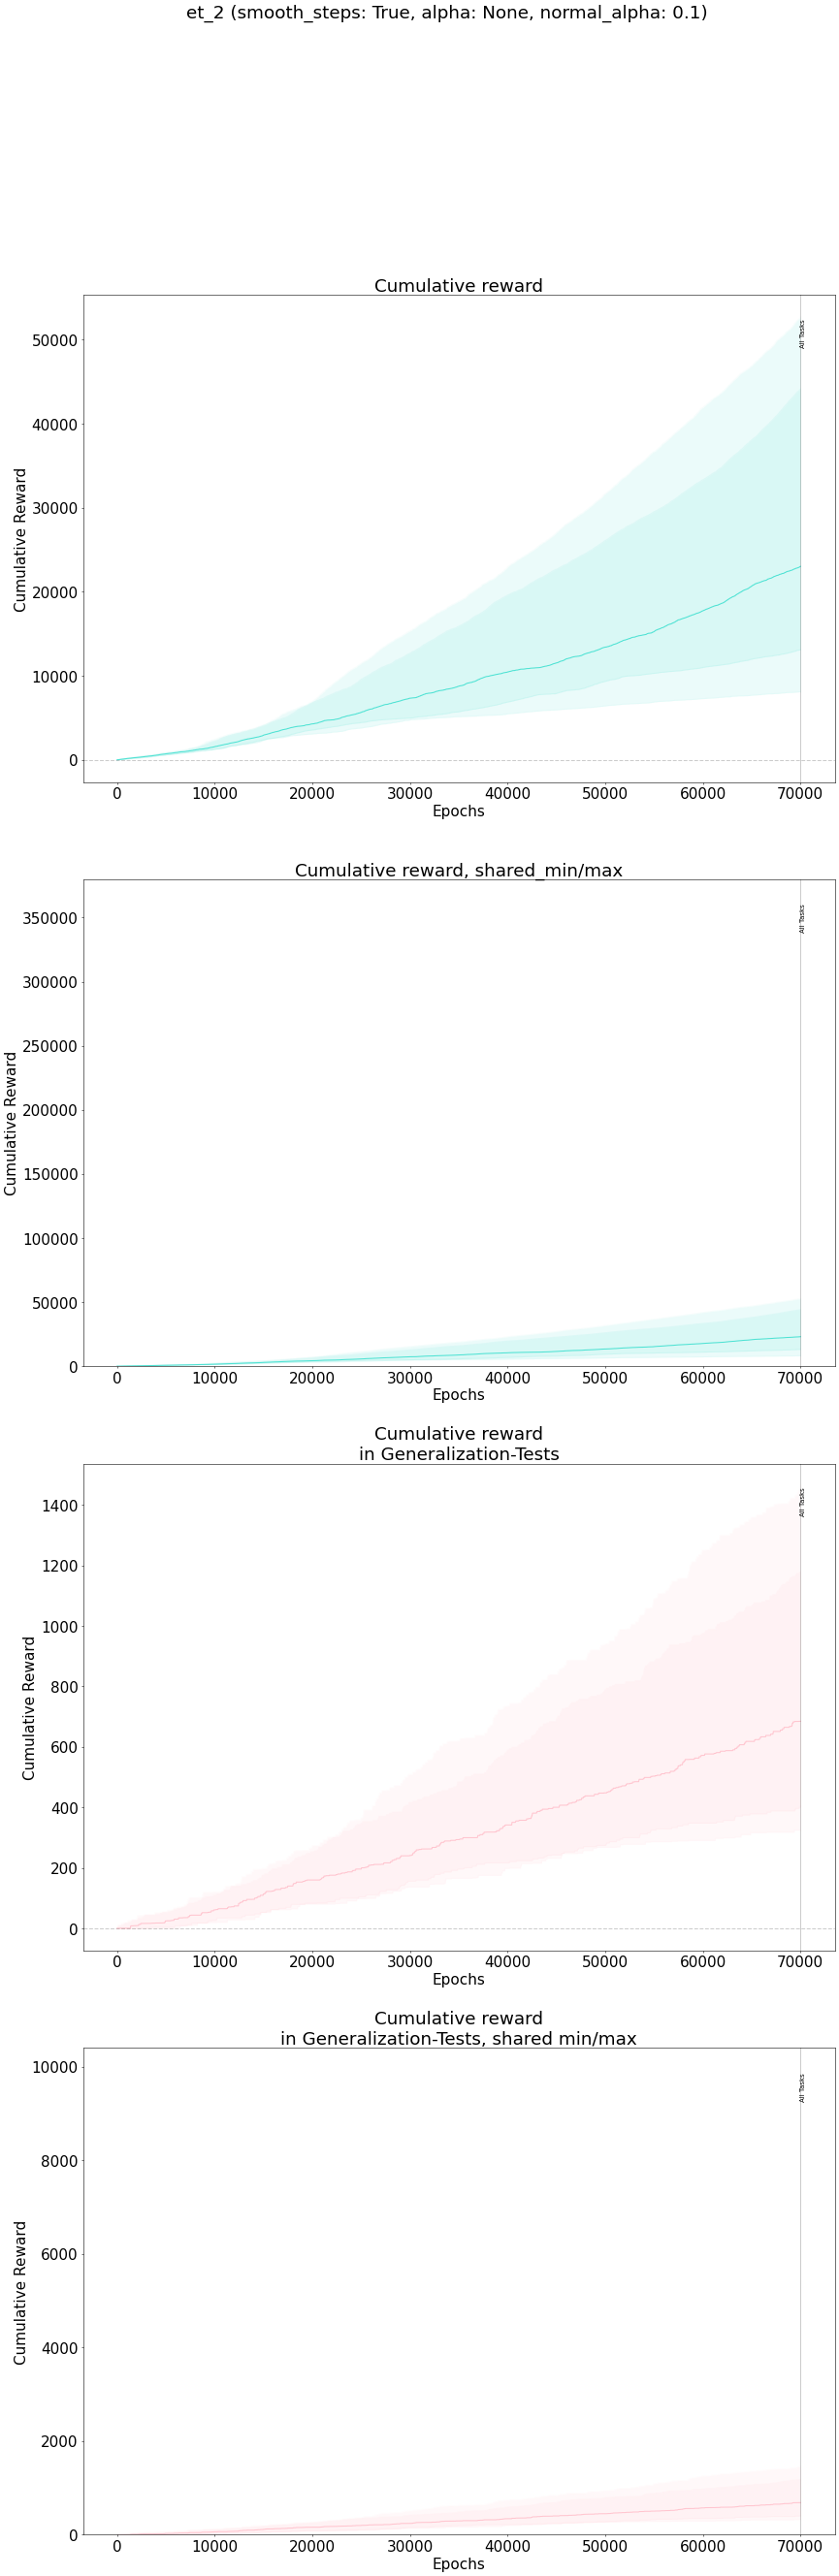 et_2 (smooth_steps: True, alpha: None, normal_alpha: 0.1)
Cumulative reward
50000
40000
30000
20000
10000
0
Cumulative Reward
All Tasks
0 10000 20000 30000 40000 50000 60000 70000
Epochs
Cumulative reward, shared_min/max
350000
300000
250000
200000
150000
100000
50000
0
Cumulative Reward
All Tasks
0 10000 20000 30000 40000 50000 60000 70000
Epochs
Cumulative reward
in Generalization-Tests
1400
1200
1000
800
600
400
200
0
Cumulative Reward
All Tasks
0 10000 20000 30000 40000 50000 60000 70000
Epochs
Cumulative reward
in Generalization-Tests, shared min/max
10000
8000
6000
4000
2000
0
Cumulative Reward
All Tasks
0 10000 20000 30000 40000 50000 60000 70000
Epochs